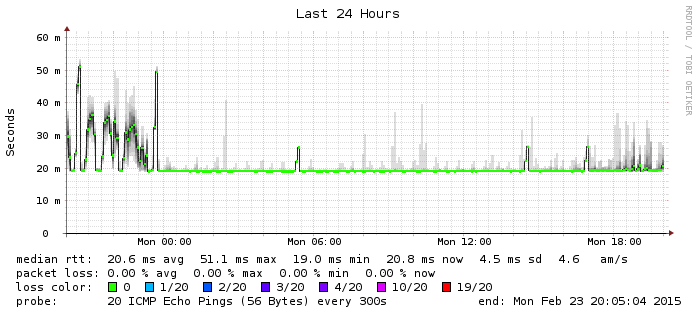 Last 24 Hours
RRDTOOL / TOBI OETIKER
Seconds
60 m
50 m
40 m
30 m
20 m
10 m
0
Mon 00:00 Mon 06:00 Mon 12:00 Mon 18:00
median rtt: 20.6 ms avg 51.1 ms max 19.0 ms min 20.8 ms now 4.5 ms sd 4.6 am/s
packet loss: 0.00 % avg 0.00 % max 0.00 % min 0.00 % now
loss color: 0 1/20 2/20 3/20 4/20 10/20 19/20
probe: 20 ICMP Echo Pings (56 Bytes) every 300s end: Mon Feb 23 20:05:04 2015